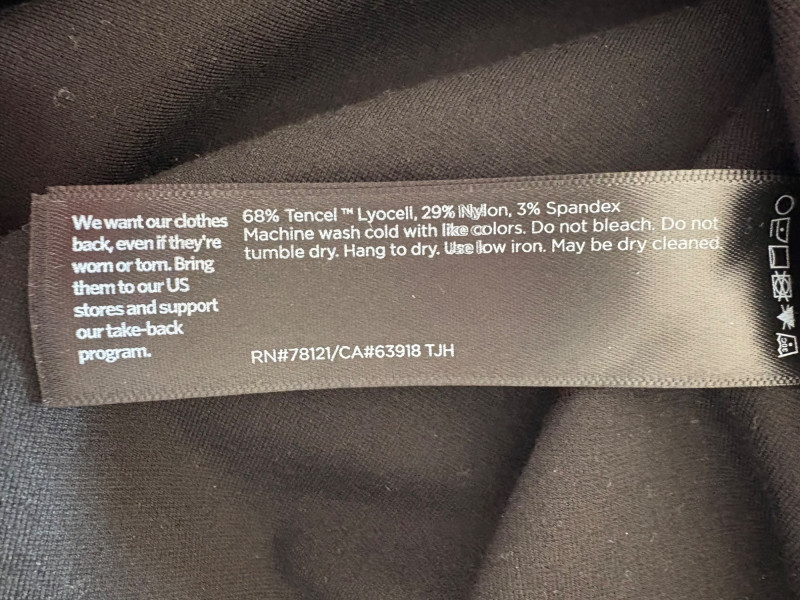 We want our clothes
back, even if they're
worn or torn. Bring
them to our US
stores and support
our take-back
program.
68% Tencel™ Lyocell, 29% Nylon, 3% Spandex
Machine wash cold with like colors. Do not bleach. Do not
tumble dry. Hang to dry. Use low iron. May be dry cleaned.
RN#78121/CA#63918 TJH